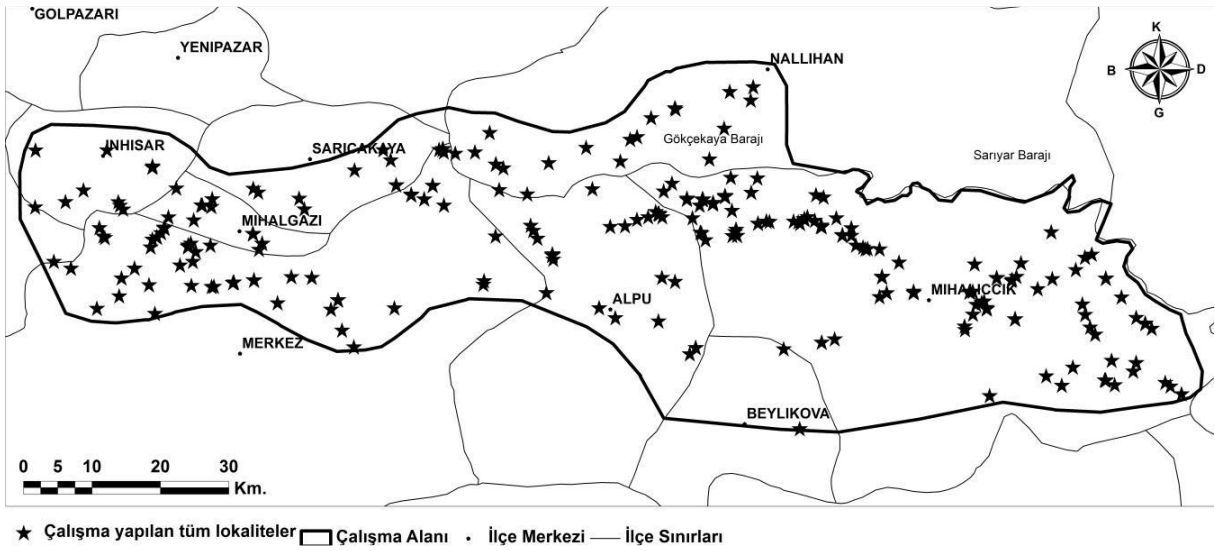 GOLPAZARI
YENIPAZAR
NALLIHAN
K
B
D
G
INHISAR
SARICAKAYA
Gökçekaya Barajı
Sarıyar Barajı
MIHALGAZI
MIHALIÇCIK
ALPU
MERKEZ
BEYLIKOVA
0 5 10 20 30
Km.
Çalışma yapılan tüm lokaliteler Çalışma Alanı İlçe Merkezi İlçe Sınırları